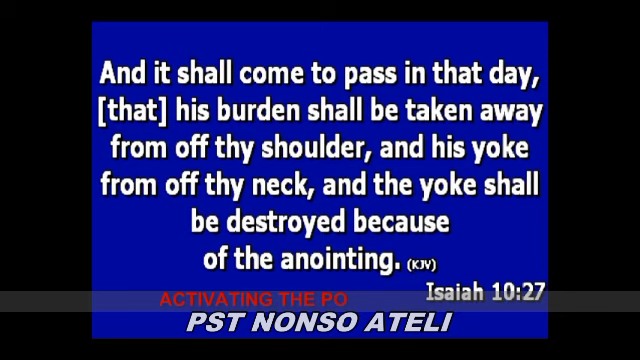 And it shall come to pass in that day,
[that] his burden shall be taken away
from off thy shoulder, and his yoke
from off thy neck, and the yoke shall
be destroyed because
of the anointing. (KJV)
Isaiah 10:27
ACTIVATING THE PO
PST NONSO ATELI